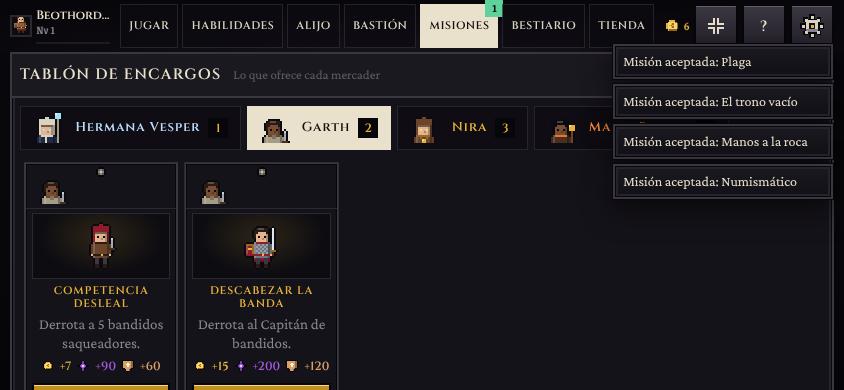 BEOTHORD...
Nv 1
JUGAR
HABILIDADES
ALIJO
BASTIÓN
MISIONES
1
BESTIARIO
TIENDA
6
?
TABLÓN DE ENCARGOS
Lo que ofrece cada mercader
Misión aceptada: Plaga
Misión aceptada: El trono vacío
Misión aceptada: Manos a la roca
Misión aceptada: Numismático
HERMANA VESPER 1
GARTH 2
NIRA 3
COMPETENCIA
DESLEAL
Derrota a 5 bandidos
saqueadores.
+7 +90 +60
DESCABEZAR LA
BANDA
Derrota al Capitán de
bandidos.
+15 +200 +120